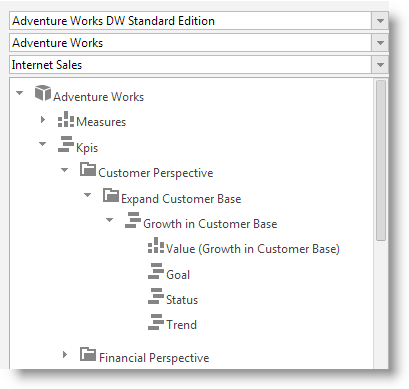 Adventure Works DW Standard Edition
Adventure Works
Internet Sales
Adventure Works
Measures
Kpis
Customer Perspective
Expand Customer Base
Growth in Customer Base
Value (Growth in Customer Base)
Goal
Status
Trend
Financial Perspective